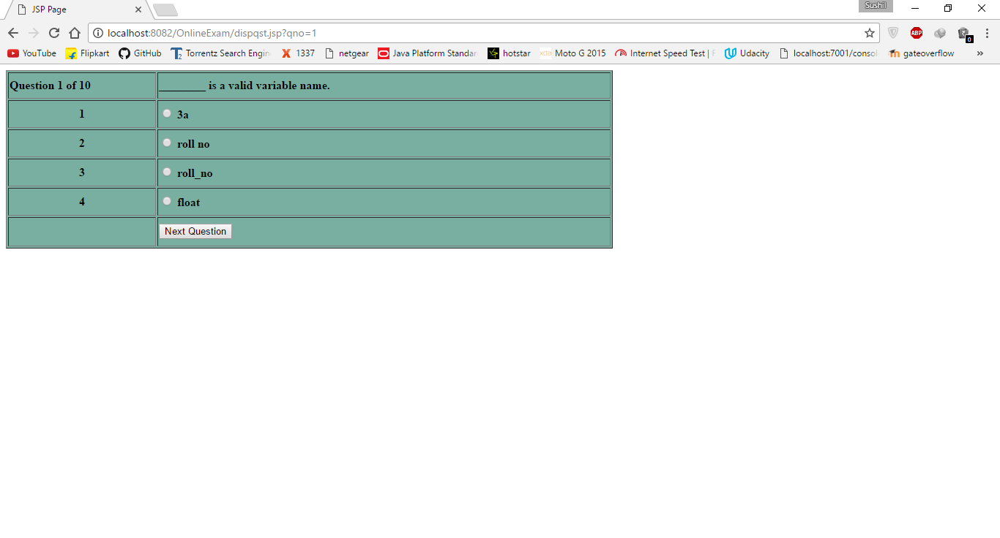 JSP Page
Sushil
localhost:8082/OnlineExam/dispqst.jsp?qno=1
ABP
0
YouTube Flipkart GitHub Torrentz Search Engin 1337 netgear Java Platform Standar hotstar xda Moto G 2015 Internet Speed Test | Udacity localhost:7001/consol gateoverflow »
Question 1 of 10 ________ is a valid variable name.
1 3a
2 roll no
3 roll_no
4 float
Next Question